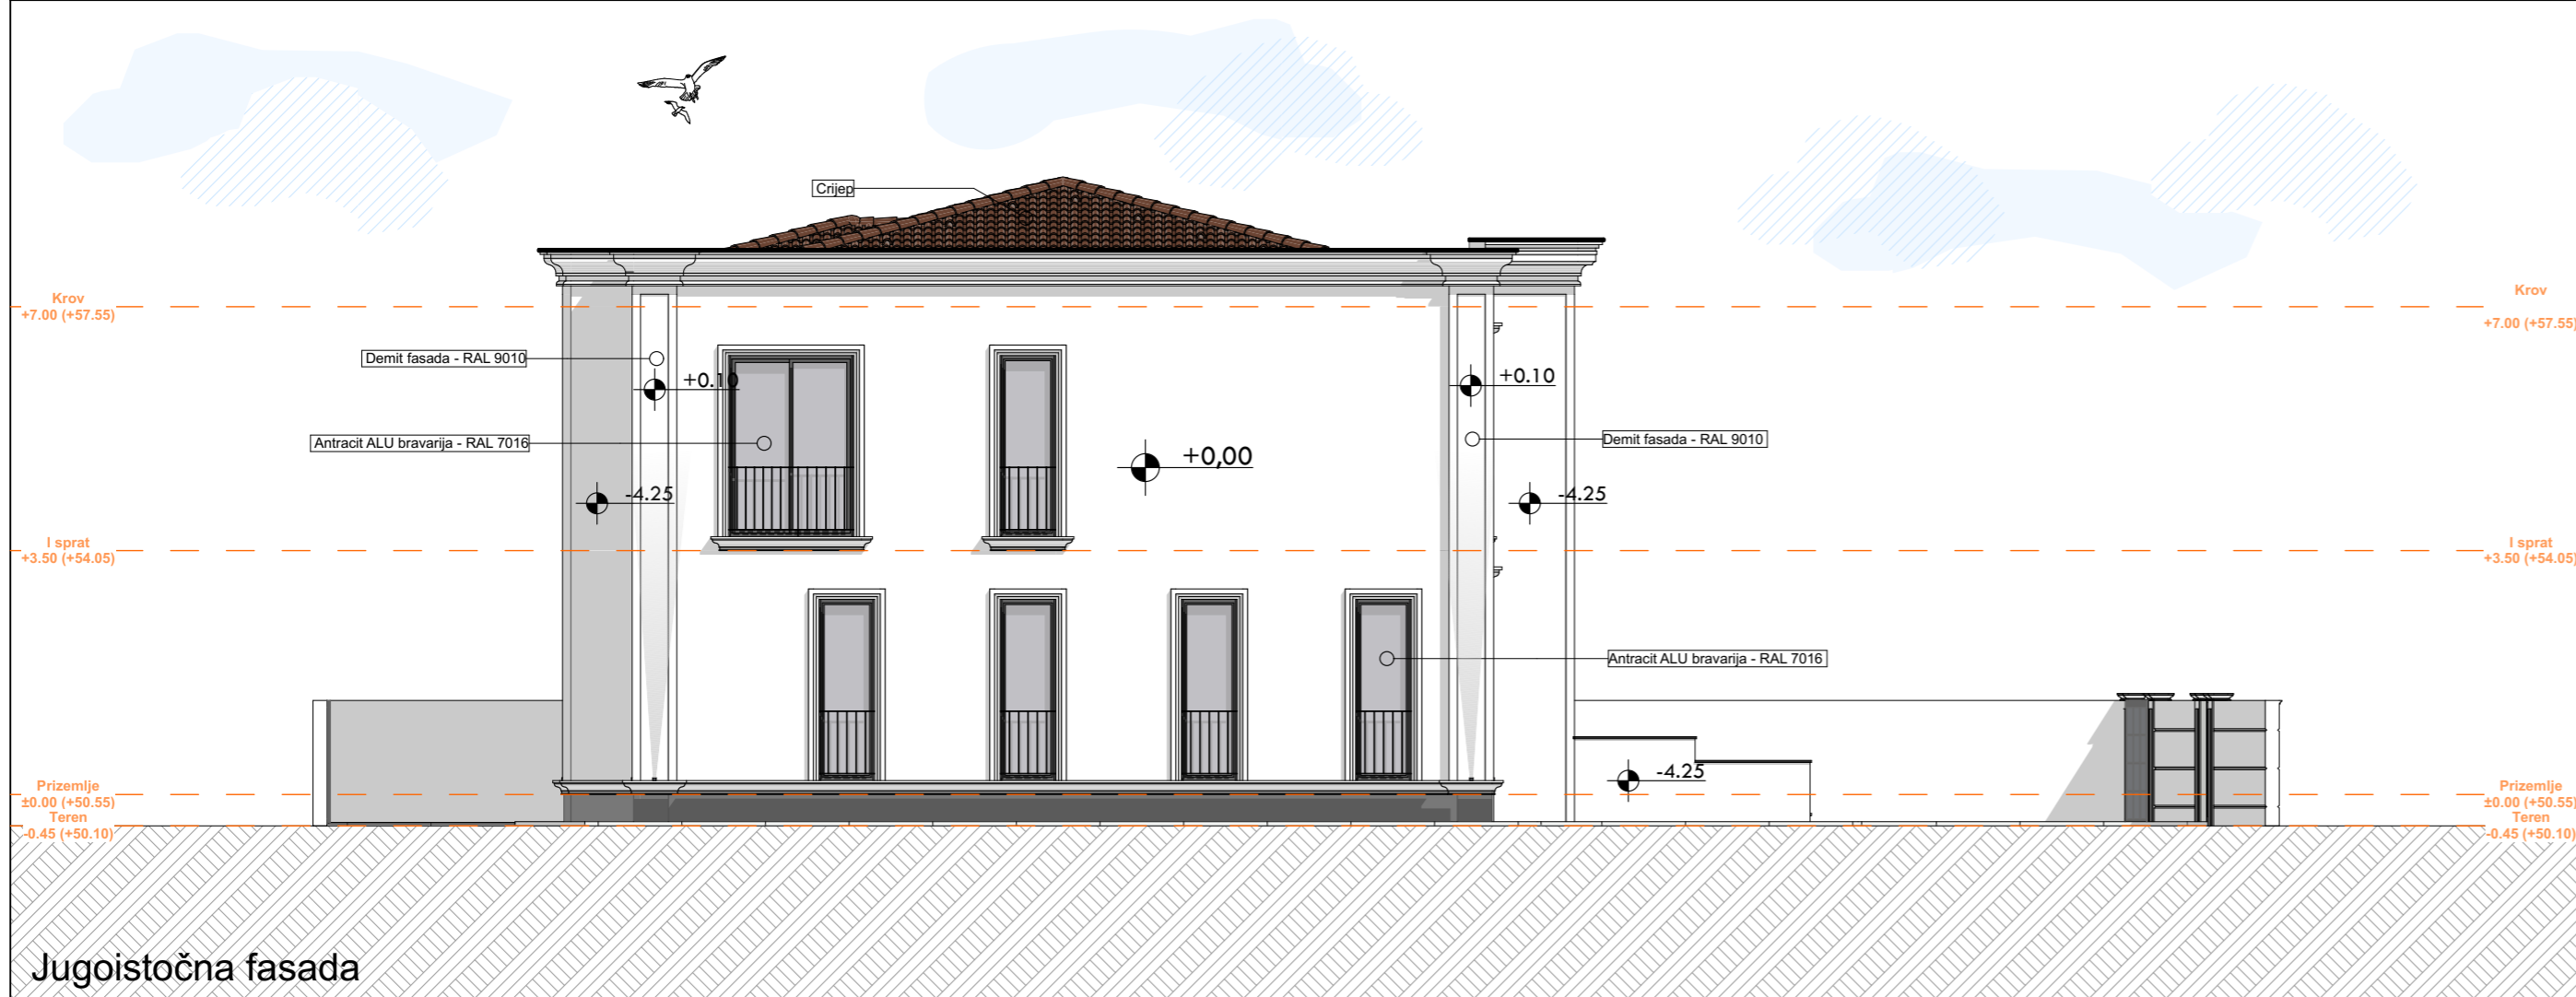 Crijep
Krov
+7.00 (+57.55)
Krov
+7.00 (+57.55)
Demit fasada - RAL 9010
+0.10
+0.10
Antracit ALU bravarija - RAL 7016
Demit fasada - RAL 9010
+0,00
-4.25
-4.25
I sprat
+3.50 (+54.05)
I sprat
+3.50 (+54.05)
Antracit ALU bravarija - RAL 7016
-4.25
Prizemlje
±0.00 (+50.55)
Teren
-0.45 (+50.10)
Prizemlje
±0.00 (+50.55)
Teren
-0.45 (+50.10)
Jugoistočna fasada